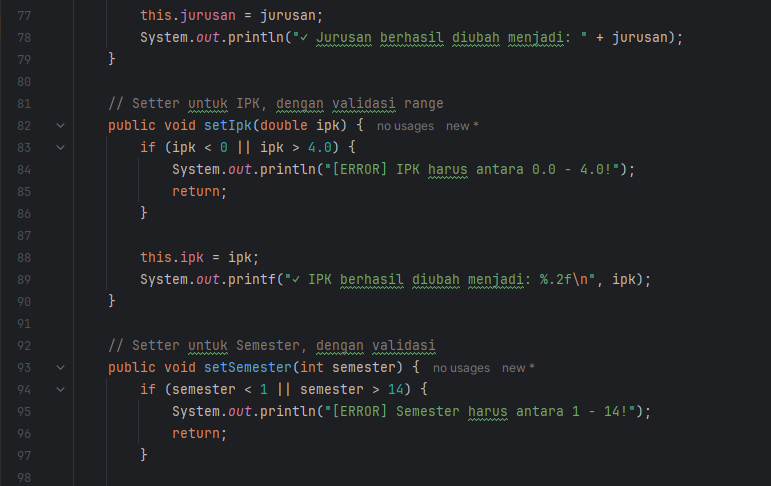 77 this.jurusan = jurusan;
78 System.out.println("✓ Jurusan berhasil diubah menjadi: " + jurusan);
79 }
80
81 // Setter untuk IPK, dengan validasi range
82 public void setIpk(double ipk) { no usages new *
83 if (ipk < 0 || ipk > 4.0) {
84 System.out.println("[ERROR] IPK harus antara 0.0 - 4.0!");
85 return;
86 }
87
88 this.ipk = ipk;
89 System.out.printf("✓ IPK berhasil diubah menjadi: %.2f\n", ipk);
90 }
91
92 // Setter untuk Semester, dengan validasi
93 public void setSemester(int semester) { no usages new *
94 if (semester < 1 || semester > 14) {
95 System.out.println("[ERROR] Semester harus antara 1 - 14!");
96 return;
97 }
98